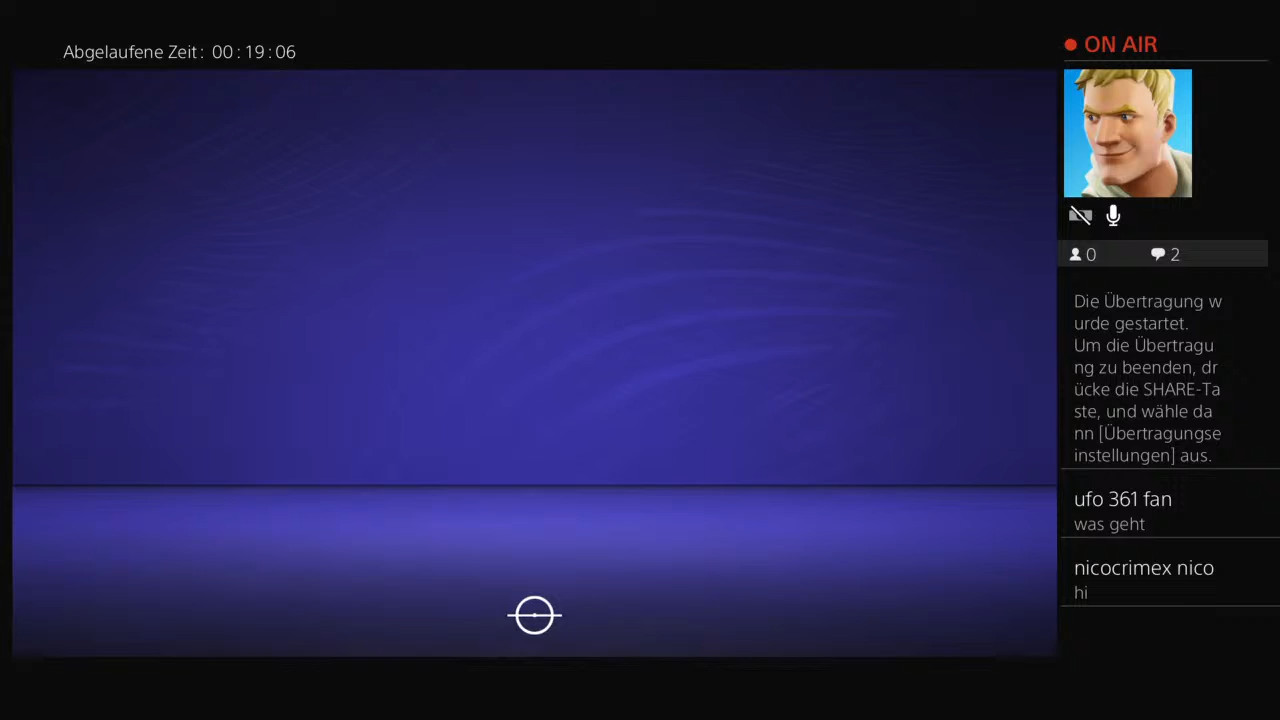 Abgelaufene Zeit: 00:19:06
ON AIR
0 2
Die Übertragung w
urde gestartet.
Um die Übertragu
ng zu beenden, dr
ücke die SHARE-Ta
ste, und wähle da
nn [Übertragungse
instellungen] aus.
ufo 361 fan
was geht
nicocrimex nico
hi